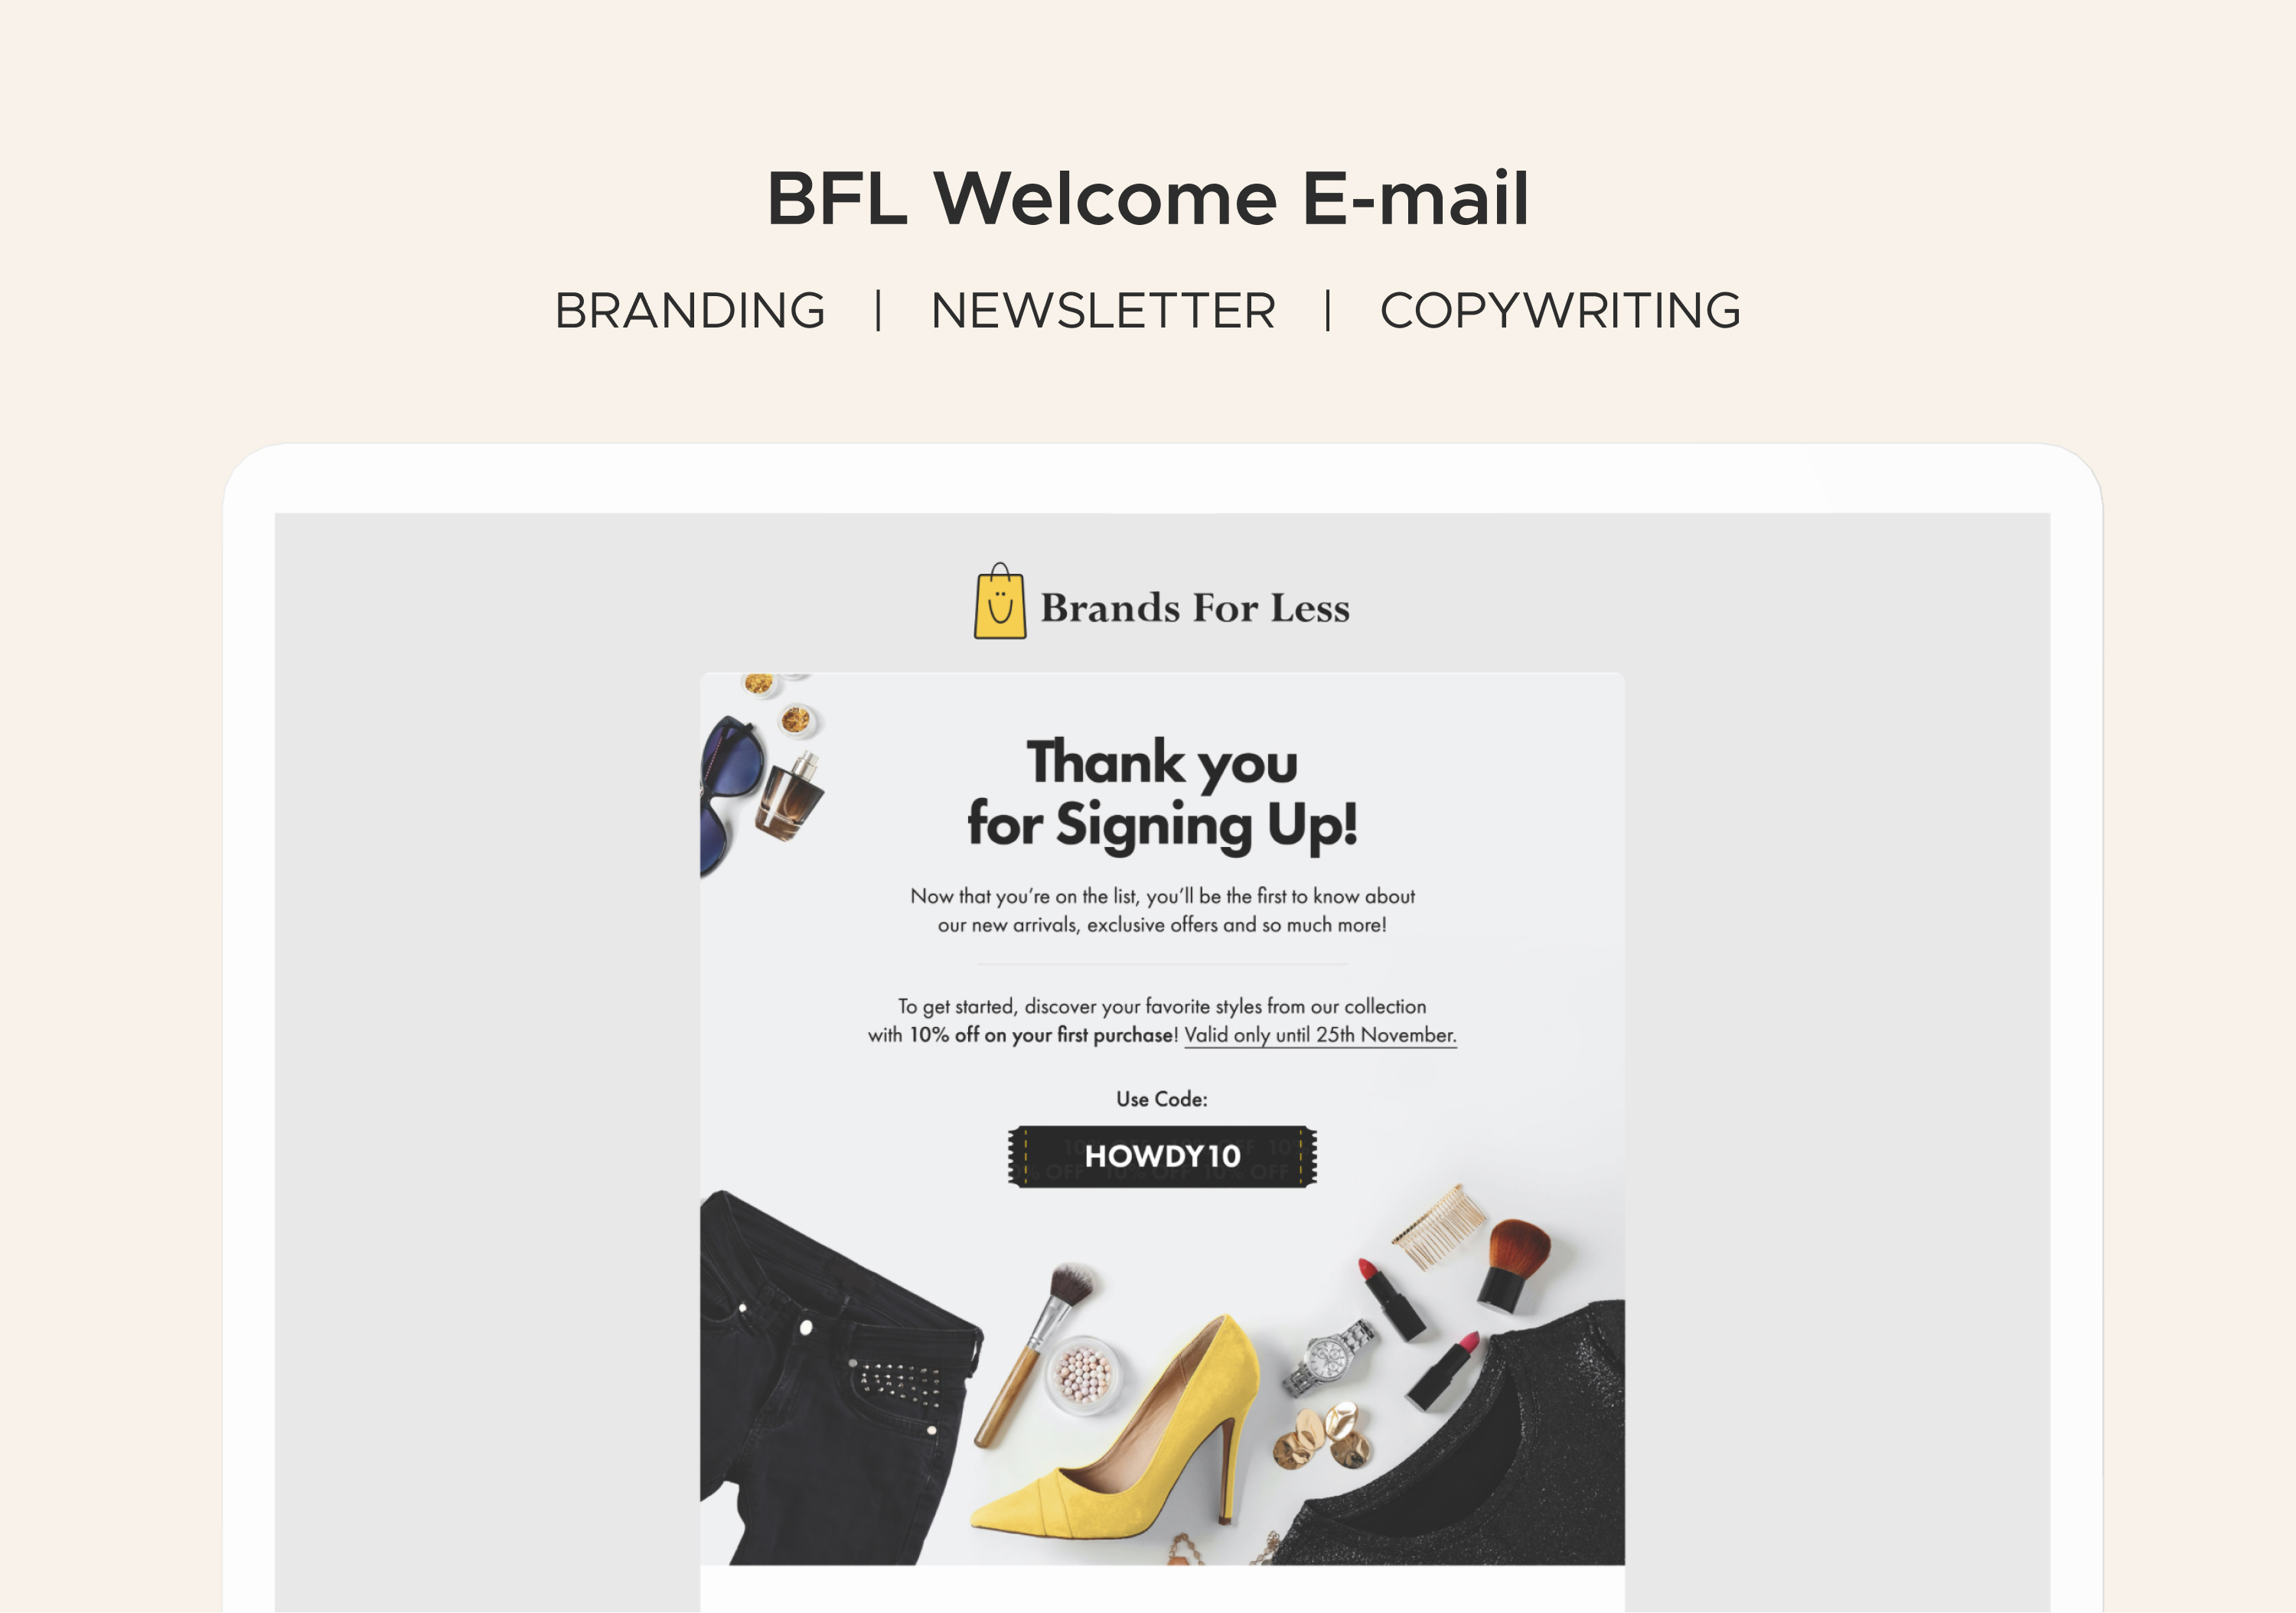 BFL Welcome E-mail
BRANDING | NEWSLETTER | COPYWRITING
Brands For Less
Thank you
for Signing Up!
Now that you're on the list, you'll be the first to know about
our new arrivals, exclusive offers and so much more!
To get started, discover your favorite styles from our collection
with 10% off on your first purchase! Valid only until 25th November.
Use Code:
HOWDY10